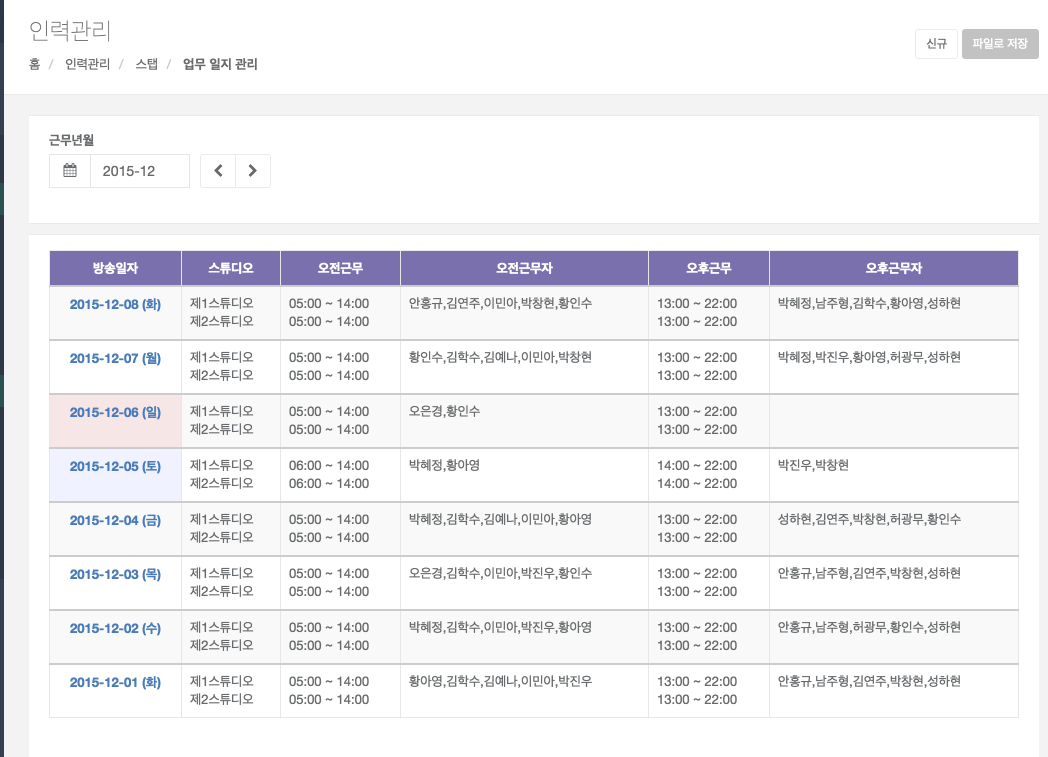 인력관리
홈 / 인력관리 / 스탭 / 업무 일지 관리
신규 파일로 저장
근무년월
2015-12
방송일자 스튜디오 오전근무 오전근무자 오후근무 오후근무자
2015-12-08 (화) 제1스튜디오 05:00 ~ 14:00 안홍규,김연주,이민아,박창현,황인수 13:00 ~ 22:00 박혜정,남주형,김학수,황아영,성하현
제2스튜디오 05:00 ~ 14:00 13:00 ~ 22:00
2015-12-07 (월) 제1스튜디오 05:00 ~ 14:00 황인수,김학수,김예나,이민아,박창현 13:00 ~ 22:00 박혜정,박진우,황아영,허광무,성하현
제2스튜디오 05:00 ~ 14:00 13:00 ~ 22:00
2015-12-06 (일) 제1스튜디오 05:00 ~ 14:00 오은경,황인수 13:00 ~ 22:00
제2스튜디오 05:00 ~ 14:00 13:00 ~ 22:00
2015-12-05 (토) 제1스튜디오 06:00 ~ 14:00 박혜정,황아영 14:00 ~ 22:00 박진우,박창현
제2스튜디오 06:00 ~ 14:00 14:00 ~ 22:00
2015-12-04 (금) 제1스튜디오 05:00 ~ 14:00 박혜정,김학수,김예나,이민아,황아영 13:00 ~ 22:00 성하현,김연주,박창현,허광무,황인수
제2스튜디오 05:00 ~ 14:00 13:00 ~ 22:00
2015-12-03 (목) 제1스튜디오 05:00 ~ 14:00 오은경,김학수,이민아,박진우,황인수 13:00 ~ 22:00 안홍규,남주형,김연주,박창현,성하현
제2스튜디오 05:00 ~ 14:00 13:00 ~ 22:00
2015-12-02 (수) 제1스튜디오 05:00 ~ 14:00 박혜정,김학수,이민아,박진우,황아영 13:00 ~ 22:00 안홍규,남주형,허광무,황인수,성하현
제2스튜디오 05:00 ~ 14:00 13:00 ~ 22:00
2015-12-01 (화) 제1스튜디오 05:00 ~ 14:00 황아영,김학수,김예나,이민아,박진우 13:00 ~ 22:00 안홍규,남주형,김연주,박창현,성하현
제2스튜디오 05:00 ~ 14:00 13:00 ~ 22:00